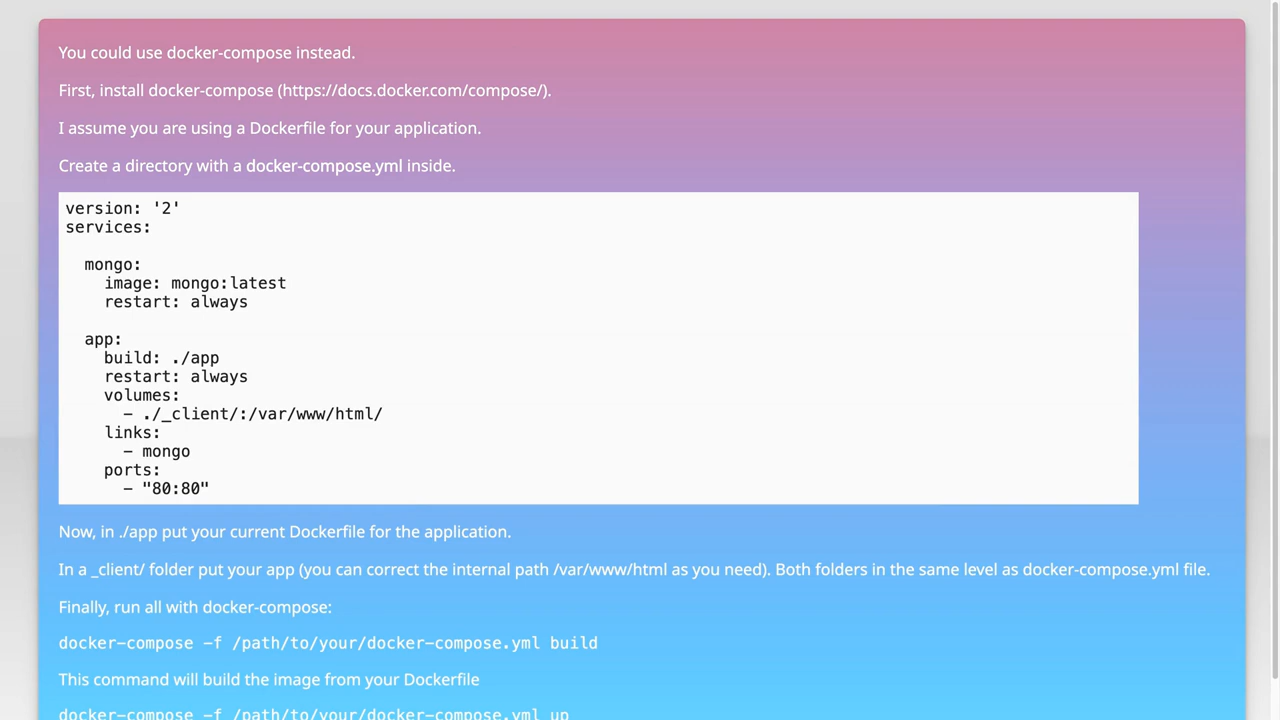 You could use docker-compose instead.
First, install docker-compose (https://docs.docker.com/compose/).
I assume you are using a Dockerfile for your application.
Create a directory with a docker-compose.yml inside.
version: '2'
services:
  mongo:
    image: mongo:latest
    restart: always
  app:
    build: ./app
    restart: always
    volumes:
      - ./_client/:/var/www/html/
    links:
      - mongo
    ports:
      - "80:80"
Now, in ./app put your current Dockerfile for the application.
In a _client/ folder put your app (you can correct the internal path /var/www/html as you need). Both folders in the same level as docker-compose.yml file.
Finally, run all with docker-compose:
docker-compose -f /path/to/your/docker-compose.yml build
This command will build the image from your Dockerfile
docker-compose -f /path/to/your/docker-compose.yml up